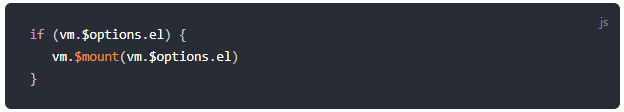 js
if (vm.$options.el) {
vm.$mount(vm.$options.el)
}